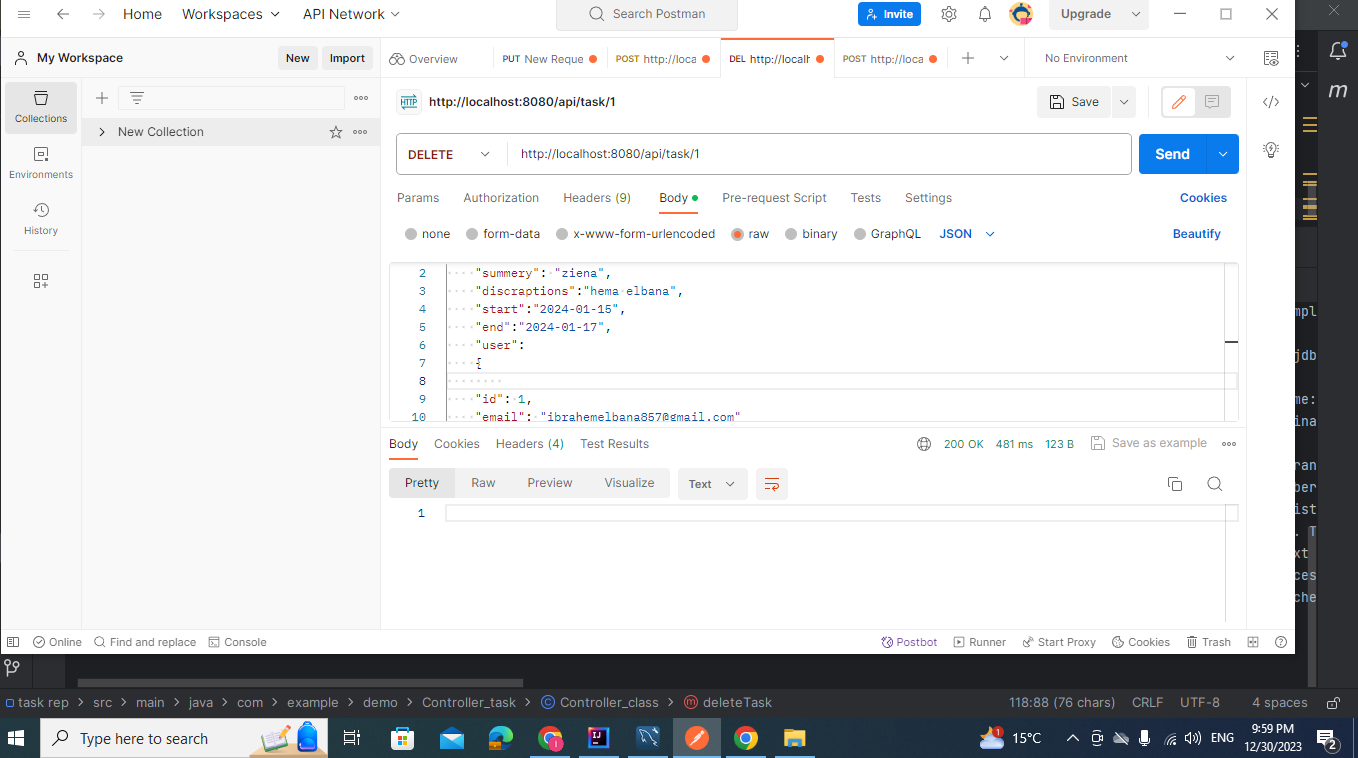 Home Workspaces API Network Search Postman Invite Upgrade
My Workspace New Import Overview PUT New Reque POST http://loca DEL http://localh POST http://loca No Environment
Collections
Environments
History
New Collection
HTTP http://localhost:8080/api/task/1 Save
DELETE http://localhost:8080/api/task/1 Send
Params Authorization Headers (9) Body Pre-request Script Tests Settings Cookies
none form-data x-www-form-urlencoded raw binary GraphQL JSON Beautify
2 "summery": "ziena",
3 "discraptions":"hema elbana",
4 "start":"2024-01-15",
5 "end":"2024-01-17",
6 "user":
7 {
8
9 "id": 1,
10 "email": "ibrahemelbana857@gmail.com"
Body Cookies Headers (4) Test Results 200 OK 481 ms 123 B Save as example
Pretty Raw Preview Visualize Text
1
m
mpl
jdb
me:
ina
ran
ber
ist
. T
xt
ces
che
Online Find and replace Console Postbot Runner Start Proxy Cookies Trash
task rep > src > main > java > com > example > demo > Controller_task > Controller_class > deleteTask 118:88 (76 chars) CRLF UTF-8 4 spaces
Type here to search 1 15°C ENG 9:59 PM
12/30/2023 2